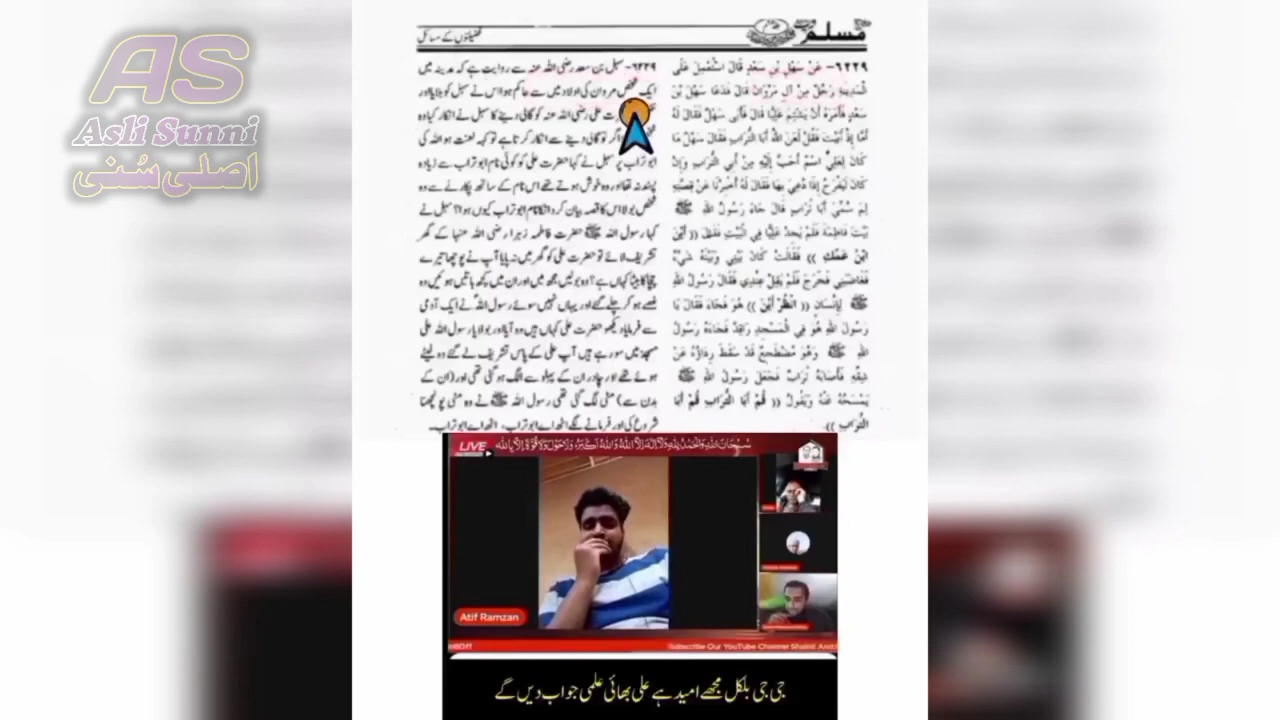 AS
Asli Sunni
اصلی سُنی
مسلم
فضیلتوں کے مسائل
٦٢٢٩- عَنْ سَهْلِ بْنِ سَعْدٍ قَالَ اسْتُعْمِلَ عَلَى
الْمَدِينَةِ رَجُلٌ مِنْ آلِ مَرْوَانَ قَالَ فَدَعَا سَهْلَ بْنَ
سَعْدٍ فَأَمَرَهُ أَنْ يَشْتِمَ عَلِيًّا قَالَ فَأَبَى سَهْلٌ فَقَالَ لَهُ
أَمَّا إِذْ أَبَيْتَ فَقُلْ لَعَنَ اللَّهُ أَبَا التُّرَابِ فَقَالَ سَهْلٌ مَا
كَانَ لِعَلِيٍّ اسْمٌ أَحَبَّ إِلَيْهِ مِنْ أَبِي التُّرَابِ وَإِنْ
كَانَ لَيَفْرَحُ إِذَا دُعِيَ بِهَا فَقَالَ لَهُ أَخْبِرْنَا عَنْ قِصَّتِهِ
لِمَ سُمِّيَ أَبَا تُرَابٍ قَالَ جَاءَ رَسُولُ اللَّهِ ﷺ
بَيْتَ فَاطِمَةَ فَلَمْ يَجِدْ عَلِيًّا فِي الْبَيْتِ فَقَالَ (( أَيْنَ
ابْنُ عَمِّكِ )) فَقَالَتْ كَانَ بَيْنِي وَبَيْنَهُ شَيْءٌ
فَغَاضَبَنِي فَخَرَجَ فَلَمْ يَقِلْ عِنْدِي فَقَالَ رَسُولُ اللَّهِ
ﷺ لِإِنْسَانٍ (( انْظُرْ أَيْنَ )) هُوَ فَجَاءَ فَقَالَ يَا
رَسُولَ اللَّهِ هُوَ فِي الْمَسْجِدِ رَاقِدٌ فَجَاءَهُ رَسُولُ
اللَّهِ ﷺ وَهُوَ مُضْطَجِعٌ قَدْ سَقَطَ رِدَاؤُهُ عَنْ
شِقِّهِ فَأَصَابَهُ تُرَابٌ فَجَعَلَ رَسُولُ اللَّهِ ﷺ
يَمْسَحُهُ عَنْهُ وَيَقُولُ (( قُمْ أَبَا التُّرَابِ قُمْ أَبَا
التُّرَابِ )).
٦٢٢٩- سہل بن سعد رضی اللہ عنہ سے روایت ہے کہ مدینہ میں
ایک شخص مروان کی اولاد میں سے حاکم ہوا اس نے سہل کو بلایا اور
علی رضی اللہ عنہ کو گالی دینے کا سہل نے انکار کیا وہ
اگر تو گالی دینے سے انکار کرتا ہے تو کہہ لعنت ہو اللہ کی
ابوتراب پر سہل نے کہا حضرت علی کو کوئی نام ابوتراب سے زیادہ
پسند نہ تھا اور وہ خوش ہوتے تھے اس نام کے ساتھ پکارنے سے وہ
شخص بولا اس کا قصہ بیان کرو انکا نام ابوتراب کیوں ہوا؟ سہل نے
کہا رسول اللہ ﷺ حضرت فاطمہ زہرا رضی اللہ عنہا کے گھر
تشریف لائے تو حضرت علی کو گھر میں نہ پایا آپ نے پوچھا تیرے
چچا کا بیٹا کہاں ہے؟ وہ بولیں مجھ میں اور ان میں کچھ باتیں ہوئیں وہ
غصے ہو کر چلے گئے اور یہاں نہیں سوئے رسول اللہ نے ایک آدمی
سے فرمایا دیکھو حضرت علی کہاں ہیں وہ آیا اور بولا یا رسول اللہ علی
مسجد میں سو رہے ہیں آپ علی کے پاس تشریف لے گئے وہ لیٹے
ہوئے تھے اور چادر ان کے پہلو سے الگ ہو گئی تھی اور (ان کے
بدن سے) مٹی لگ گئی تھی رسول اللہ ﷺ نے وہ مٹی پونچھنا
شروع کی اور فرمانے لگے اٹھ اے ابوتراب، اٹھ اے ابوتراب۔
LIVE
سُبْحَانَ اللهِ وَالْحَمْدُ لِلّٰهِ وَلَا اِلٰهَ اِلَّا اللهُ وَاللهُ اَكْبَرُ وَلَا حَوْلَ وَلَا قُوَّةَ اِلَّا بِاللهِ
Atif Ramzan
Subscribe Our YouTube Channel Shahid
جی جی بلکل مجھے امید ہے علی بھائی علمی جواب دیں گے